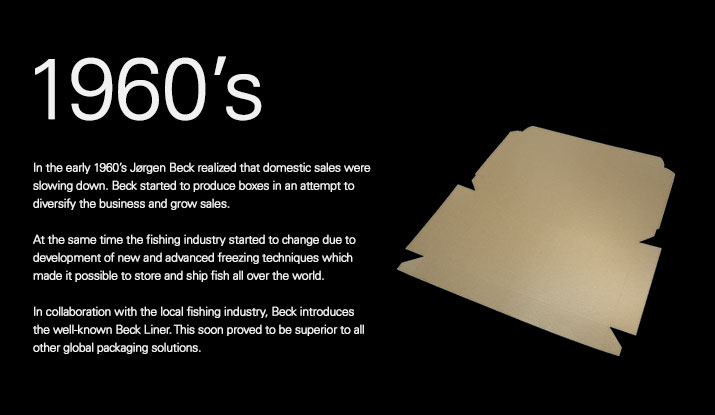 1960’s
In the early 1960’s Jørgen Beck realized that domestic sales were
slowing down. Beck started to produce boxes in an attempt to
diversify the business and grow sales.
At the same time the fishing industry started to change due to
development of new and advanced freezing techniques which
made it possible to store and ship fish all over the world.
In collaboration with the local fishing industry, Beck introduces
the well-known Beck Liner. This soon proved to be superior to all
other global packaging solutions.